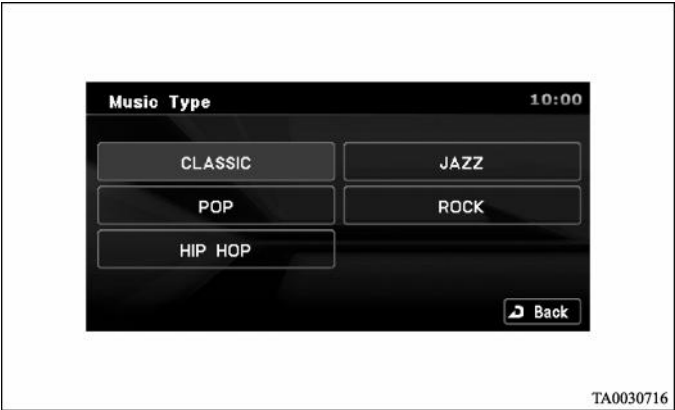 Music Type 10:00
CLASSIC JAZZ
POP ROCK
HIP HOP
Back
TA0030716